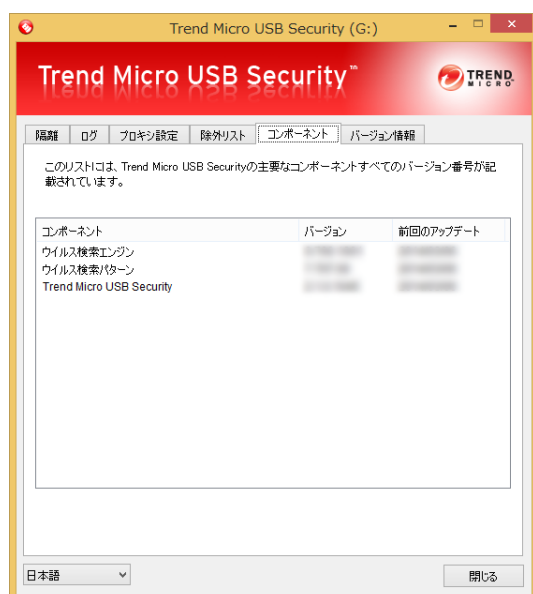 Trend Micro USB Security (G:)
Trend Micro USB Security™
TREND
MICRO
隔離 ログ プロキシ設定 除外リスト コンポーネント バージョン情報
このリストには、Trend Micro USB Securityの主要なコンポーネントすべてのバージョン番号が記
載されています。
コンポーネント バージョン 前回のアップデート
ウイルス検索エンジン
ウイルス検索パターン
Trend Micro USB Security
日本語 閉じる